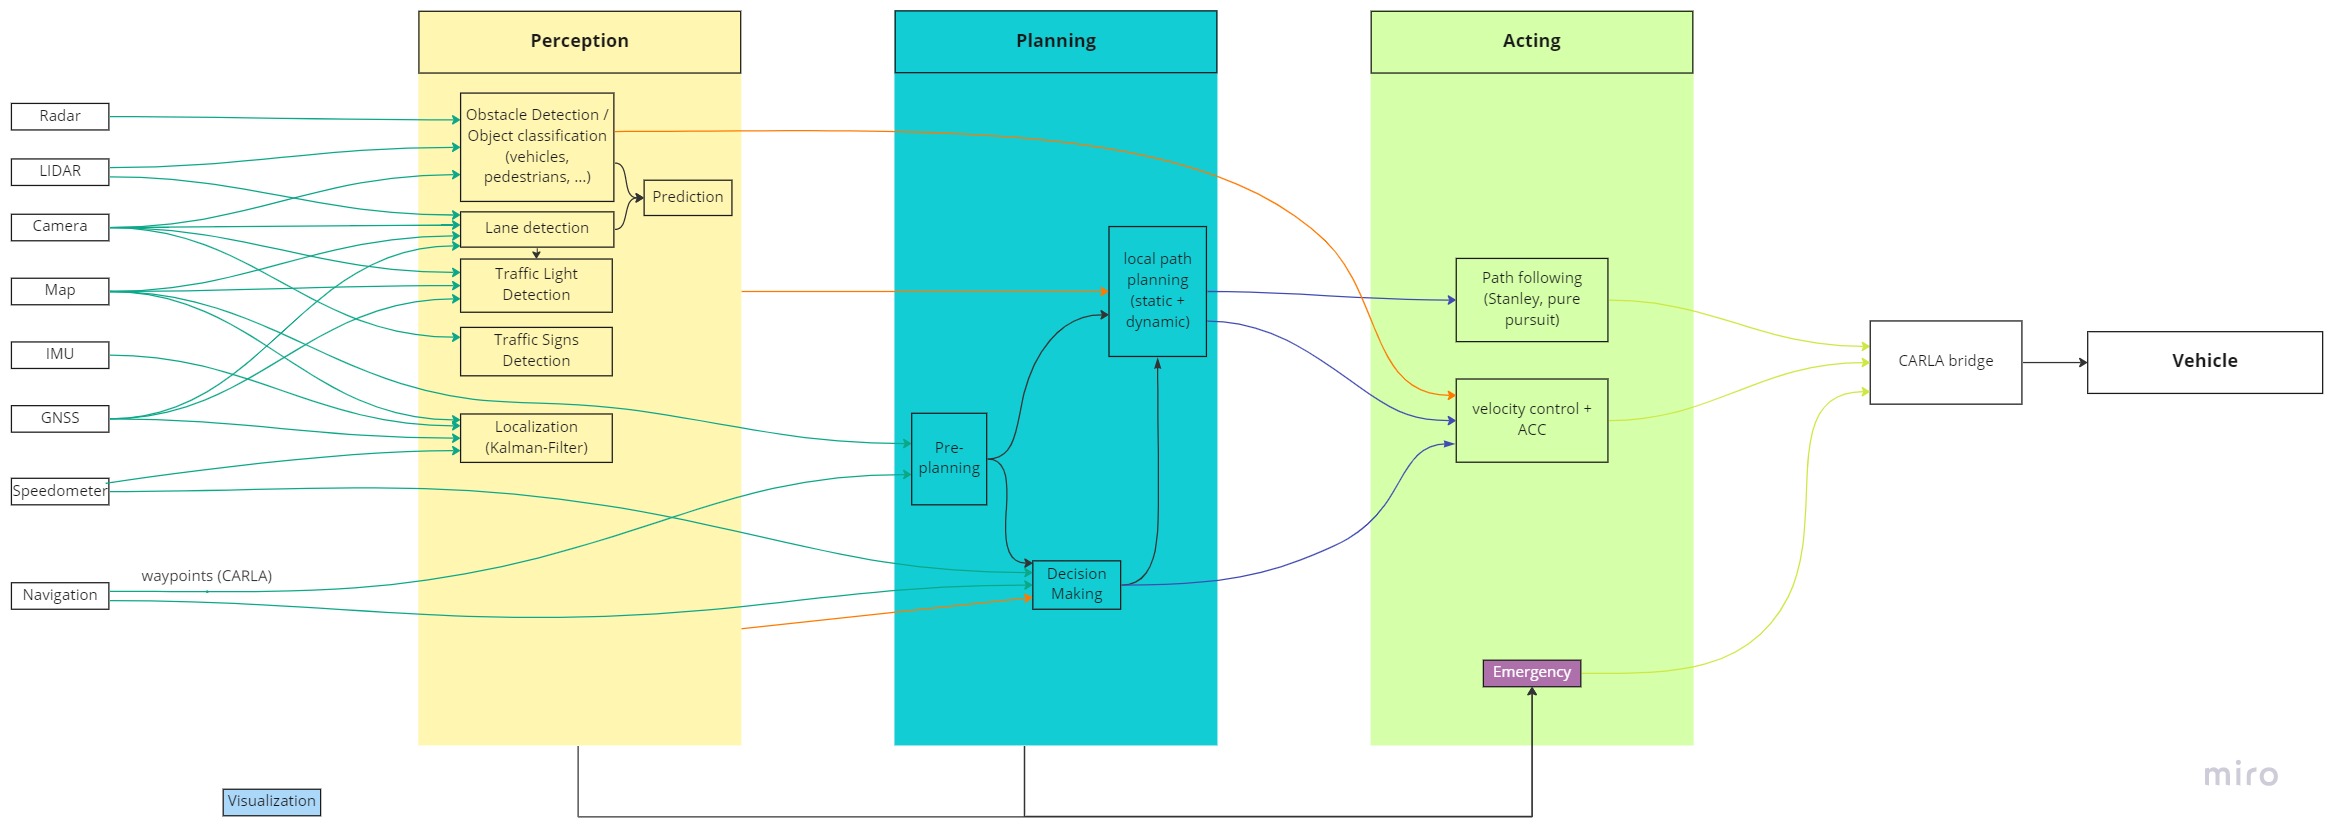 Perception
Planning
Acting
Radar
LIDAR
Camera
Map
IMU
GNSS
Speedometer
waypoints (CARLA)
Navigation
Obstacle Detection /
Object classification
(vehicles,
pedestrians, ...)
Prediction
Lane detection
Traffic Light
Detection
Traffic Signs
Detection
Localization
(Kalman-Filter)
Pre-
planning
local path
planning
(static +
dynamic)
Decision
Making
Path following
(Stanley, pure
pursuit)
velocity control +
ACC
Emergency
CARLA bridge
Vehicle
Visualization
miro